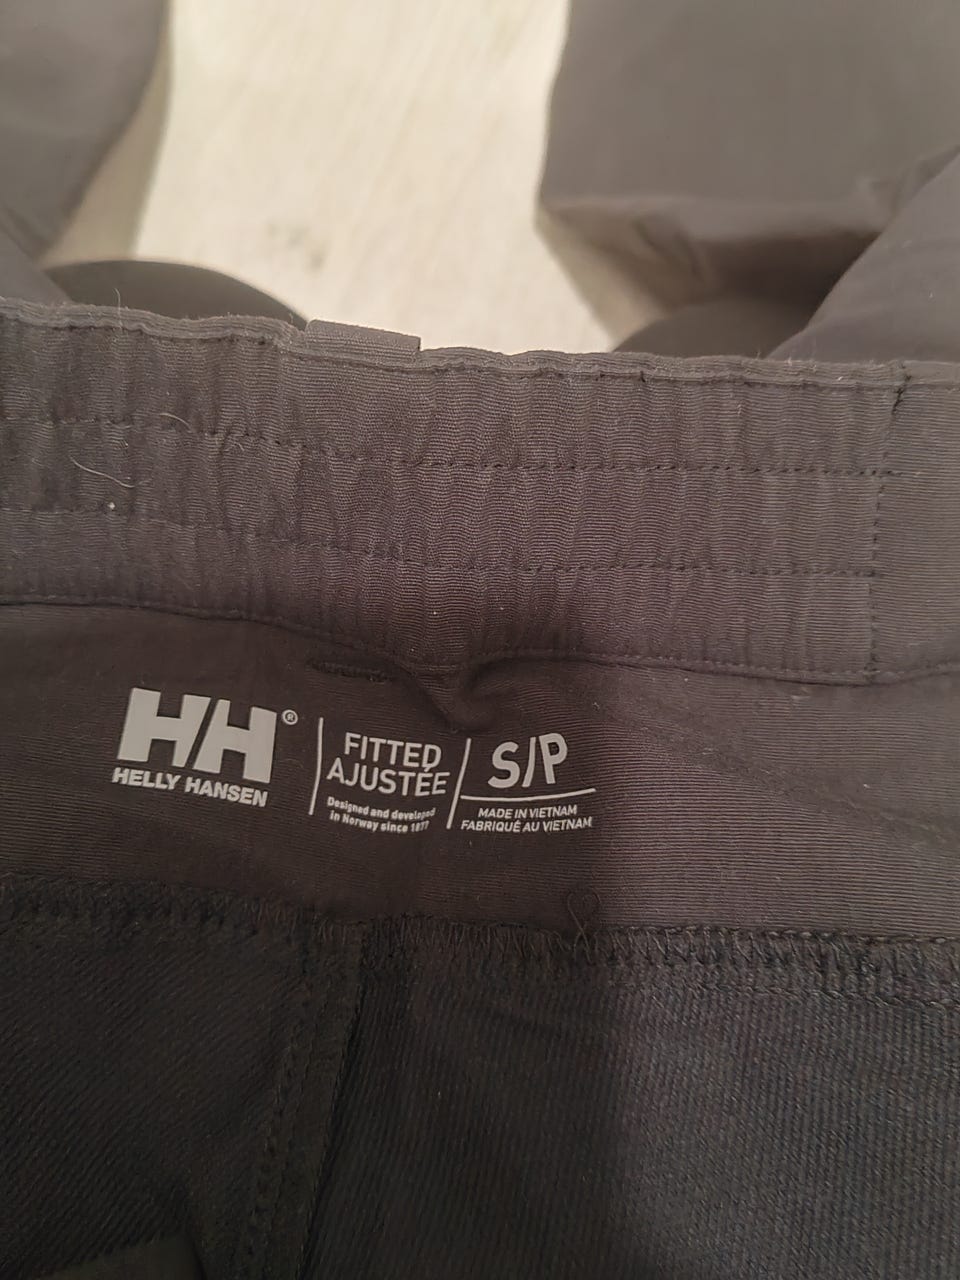 HH®
HELLY HANSEN
FITTED
AJUSTÉE
Designed and developed
in Norway since 1877
S/P
MADE IN VIETNAM
FABRIQUÉ AU VIETNAM